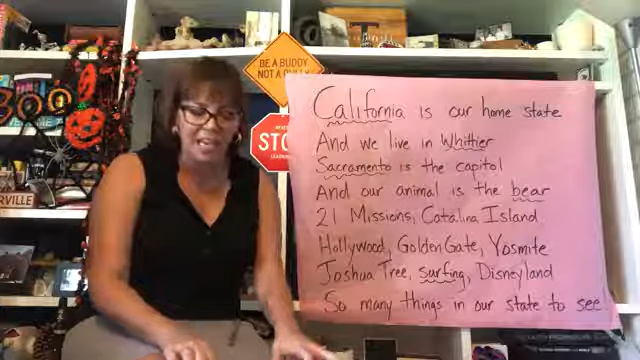 BOO
BE A BUDDY
NOT A BULLY
STO
RVILLE
California is our home state
And we live in Whittier
Sacramento is the capitol
And our animal is the bear
21 Missions, Catalina Island
Hollywood, Golden Gate, Yosmite
Joshua Tree, surfing, Disneyland
So many things in our state to see!